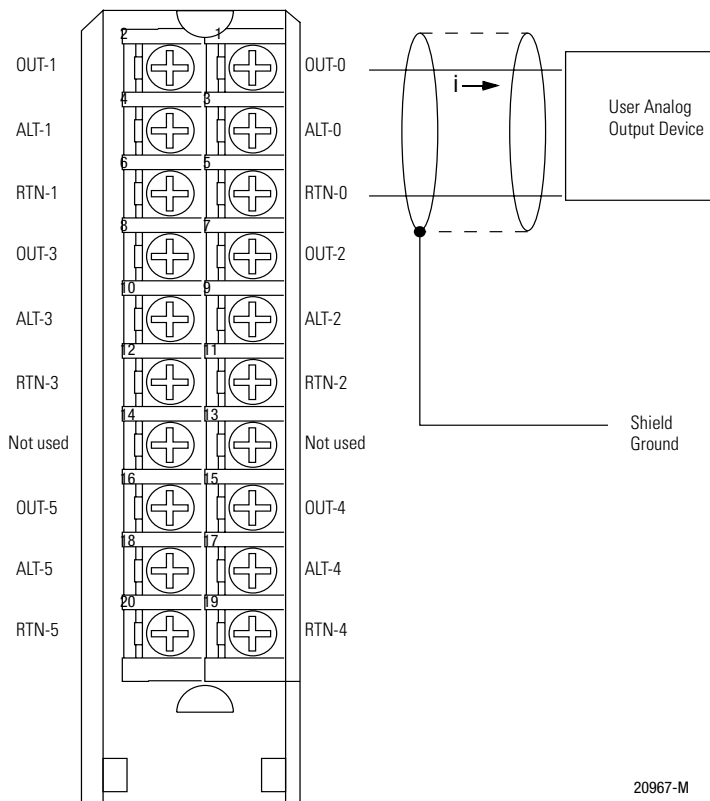 2 1
OUT-1 OUT-0
i
User Analog
Output Device
4 3
ALT-1 ALT-0
6 5
RTN-1 RTN-0
8 7
OUT-3 OUT-2
10 9
ALT-3 ALT-2
12 11
RTN-3 RTN-2
14 13
Not used Not used
Shield
Ground
16 15
OUT-5 OUT-4
18 17
ALT-5 ALT-4
20 19
RTN-5 RTN-4
20967-M